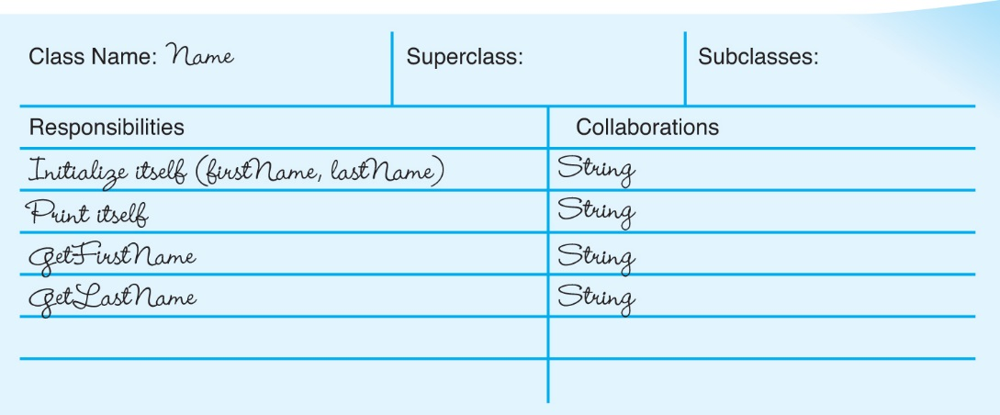 Class Name: Name Superclass: Subclasses:
Responsibilities Collaborations
Initialize itself (firstName, lastName) String
Print itself String
GetFirstName String
GetLastName String